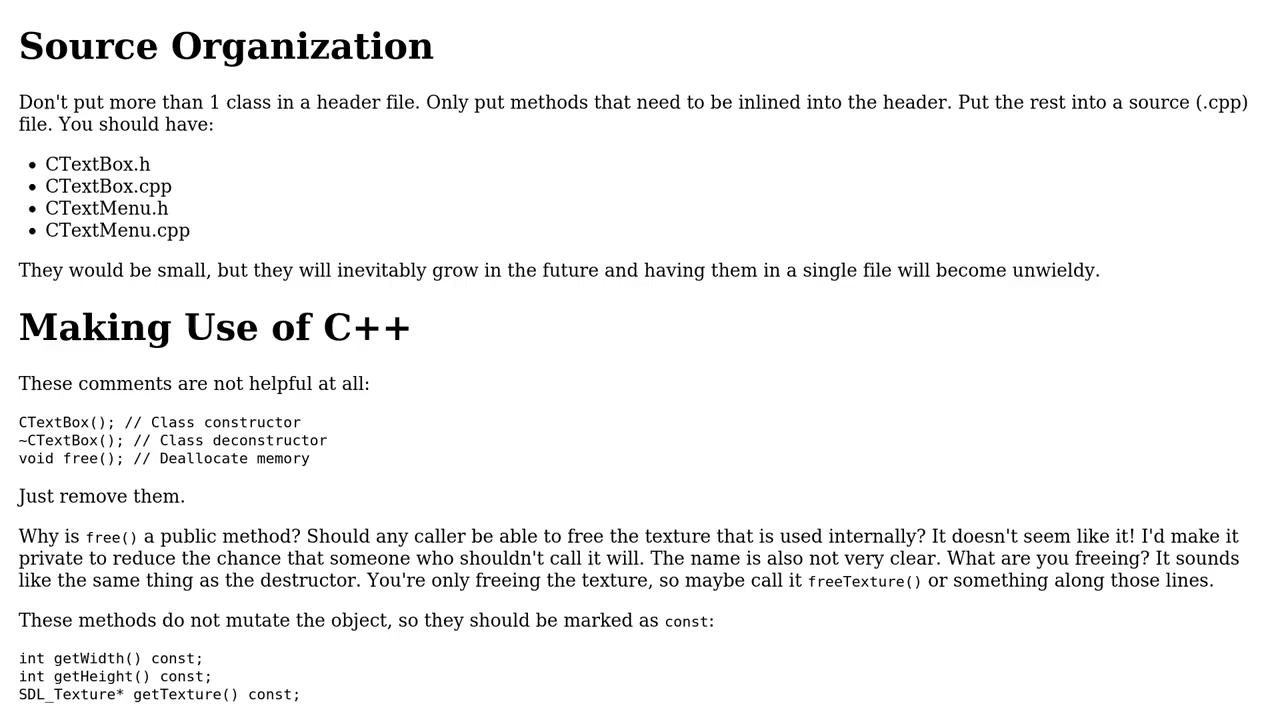 Source Organization
Don't put more than 1 class in a header file. Only put methods that need to be inlined into the header. Put the rest into a source (.cpp)
file. You should have:
• CTextBox.h
• CTextBox.cpp
• CTextMenu.h
• CTextMenu.cpp
They would be small, but they will inevitably grow in the future and having them in a single file will become unwieldy.
Making Use of C++
These comments are not helpful at all:
CTextBox(); // Class constructor
~CTextBox(); // Class deconstructor
void free(); // Deallocate memory
Just remove them.
Why is free() a public method? Should any caller be able to free the texture that is used internally? It doesn't seem like it! I'd make it
private to reduce the chance that someone who shouldn't call it will. The name is also not very clear. What are you freeing? It sounds
like the same thing as the destructor. You're only freeing the texture, so maybe call it freeTexture() or something along those lines.
These methods do not mutate the object, so they should be marked as const:
int getWidth() const;
int getHeight() const;
SDL_Texture* getTexture() const;